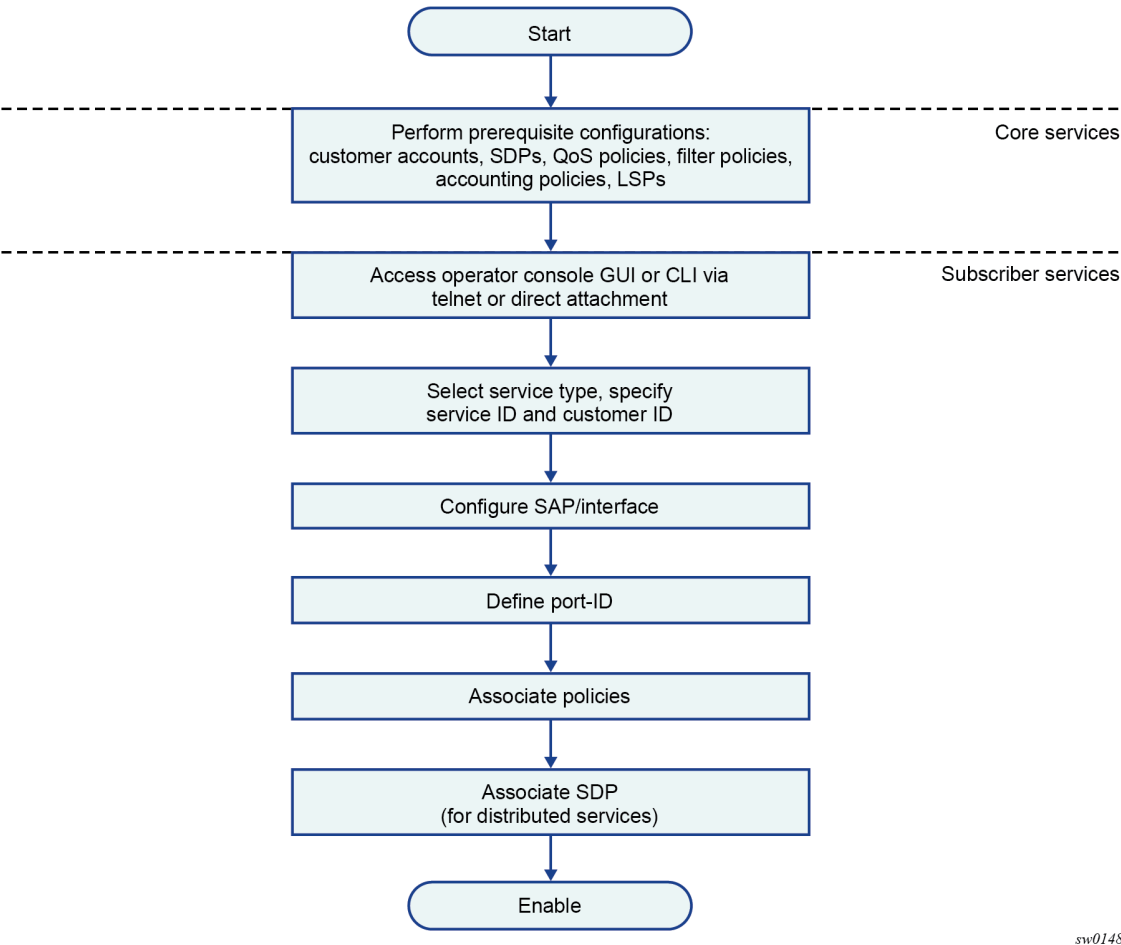 Start
Perform prerequisite configurations:
customer accounts, SDPs, QoS policies, filter policies,
accounting policies, LSPs
Core services
Access operator console GUI or CLI via
telnet or direct attachment
Subscriber services
Select service type, specify
service ID and customer ID
Configure SAP/interface
Define port-ID
Associate policies
Associate SDP
(for distributed services)
Enable
sw0148